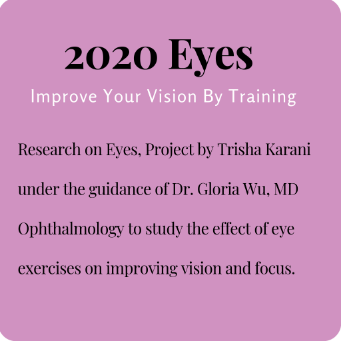 2020 Eyes
Improve Your Vision By Training
Research on Eyes, Project by Trisha Karani
under the guidance of Dr. Gloria Wu, MD
Ophthalmology to study the effect of eye
exercises on improving vision and focus.